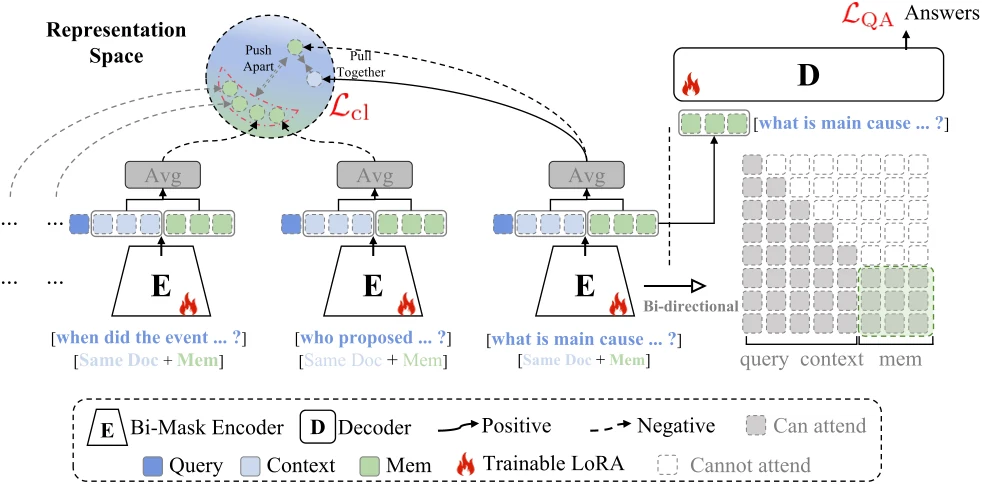 Representation
Space
Push
Apart
Pull
Together
ℒcl
ℒQA
Answers
D
[what is main cause ... ?]
Avg
Avg
Avg
... ...
... ...
E
E
E
Bi-directional
[when did the event ... ?]
[Same Doc + Mem]
[who proposed ... ?]
[Same Doc + Mem]
[what is main cause ... ?]
[Same Doc + Mem]
query context mem
E Bi-Mask Encoder D Decoder Positive Negative Can attend
Query Context Mem Trainable LoRA Cannot attend